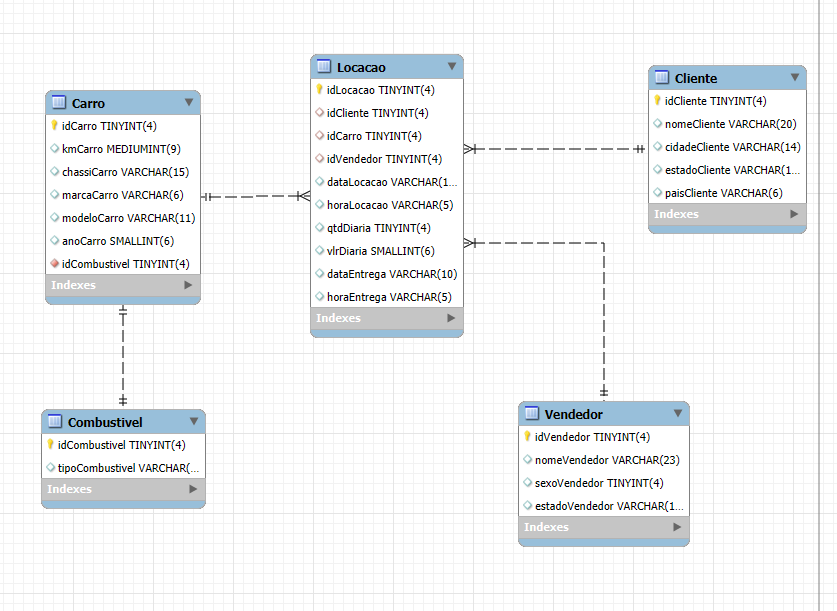 Carro
idCarro TINYINT(4)
kmCarro MEDIUMINT(9)
chassiCarro VARCHAR(15)
marcaCarro VARCHAR(6)
modeloCarro VARCHAR(11)
anoCarro SMALLINT(6)
idCombustivel TINYINT(4)
Indexes
Locacao
idLocacao TINYINT(4)
idCliente TINYINT(4)
idCarro TINYINT(4)
idVendedor TINYINT(4)
dataLocacao VARCHAR(1...
horaLocacao VARCHAR(5)
qtdDiaria TINYINT(4)
vlrDiaria SMALLINT(6)
dataEntrega VARCHAR(10)
horaEntrega VARCHAR(5)
Indexes
Cliente
idCliente TINYINT(4)
nomeCliente VARCHAR(20)
cidadeCliente VARCHAR(14)
estadoCliente VARCHAR(1...
paisCliente VARCHAR(6)
Indexes
Combustivel
idCombustivel TINYINT(4)
tipoCombustivel VARCHAR(...
Indexes
Vendedor
idVendedor TINYINT(4)
nomeVendedor VARCHAR(23)
sexoVendedor TINYINT(4)
estadoVendedor VARCHAR(1...
Indexes